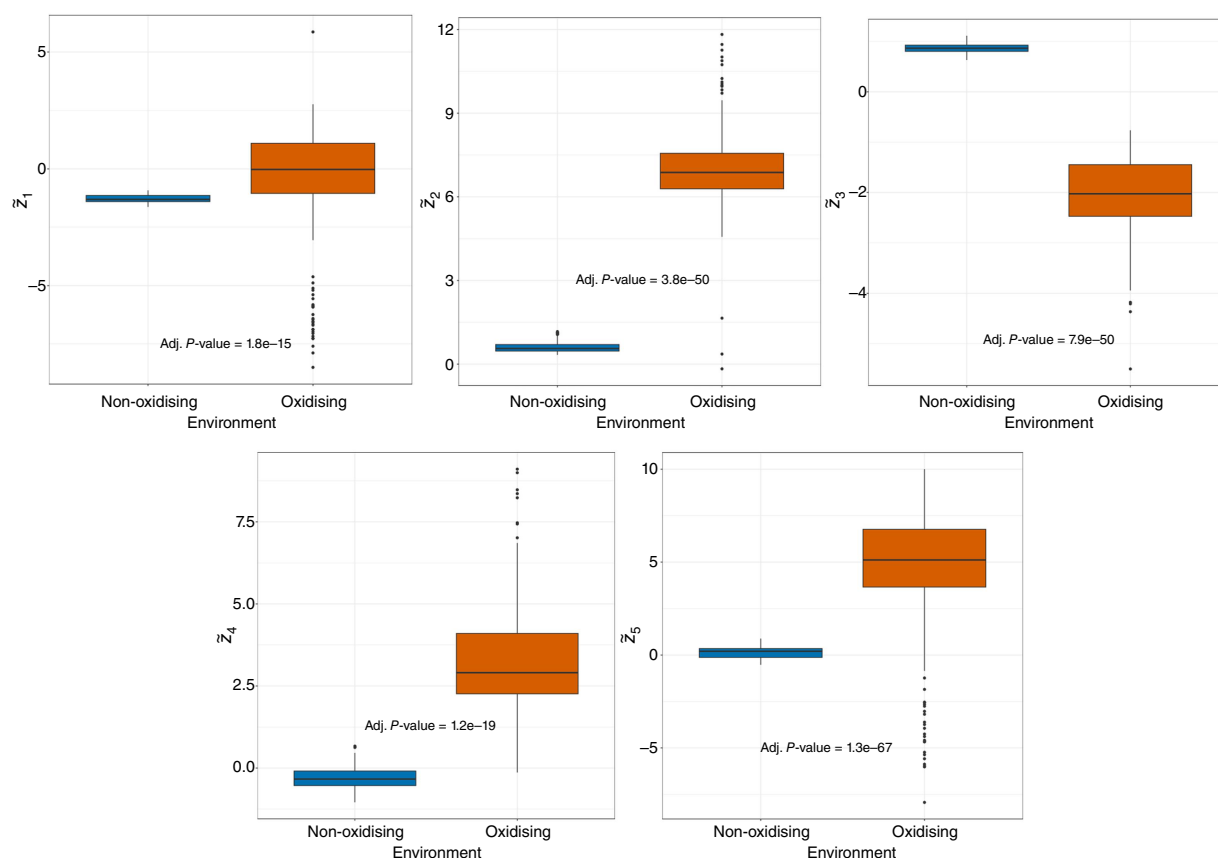 5
0
−5
z̃1
Adj. P-value = 1.8e−15
Non-oxidising Oxidising
Environment
12
9
6
3
0
z̃2
Adj. P-value = 3.8e−50
Non-oxidising Oxidising
Environment
0
−2
−4
z̃3
Adj. P-value = 7.9e−50
Non-oxidising Oxidising
Environment
7.5
5.0
2.5
0.0
z̃4
Adj. P-value = 1.2e−19
Non-oxidising Oxidising
Environment
10
5
0
−5
z̃5
Adj. P-value = 1.3e−67
Non-oxidising Oxidising
Environment